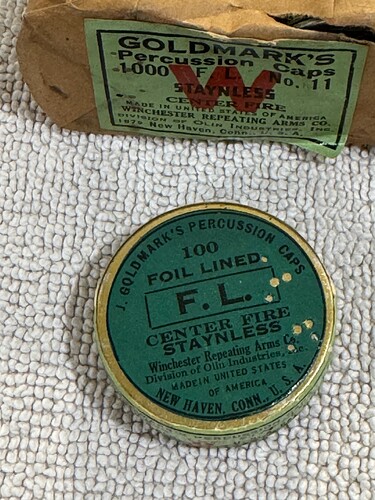 GOLDMARK'S
Percussion Caps
1000 F. L. No. 11
W
STAYNLESS
CENTER FIRE
MADE IN UNITED STATES OF AMERICA
WINCHESTER REPEATING ARMS CO.
DIVISION OF OLIN INDUSTRIES, INC.
New Haven, Conn., U. S. A.
J. GOLDMARK'S PERCUSSION CAPS
100
FOIL LINED
F. L.
CENTER FIRE
STAYNLESS
Winchester Repeating Arms Co.
Division of Olin Industries, Inc.
MADE IN UNITED STATES
OF AMERICA
NEW HAVEN, CONN., U. S. A.